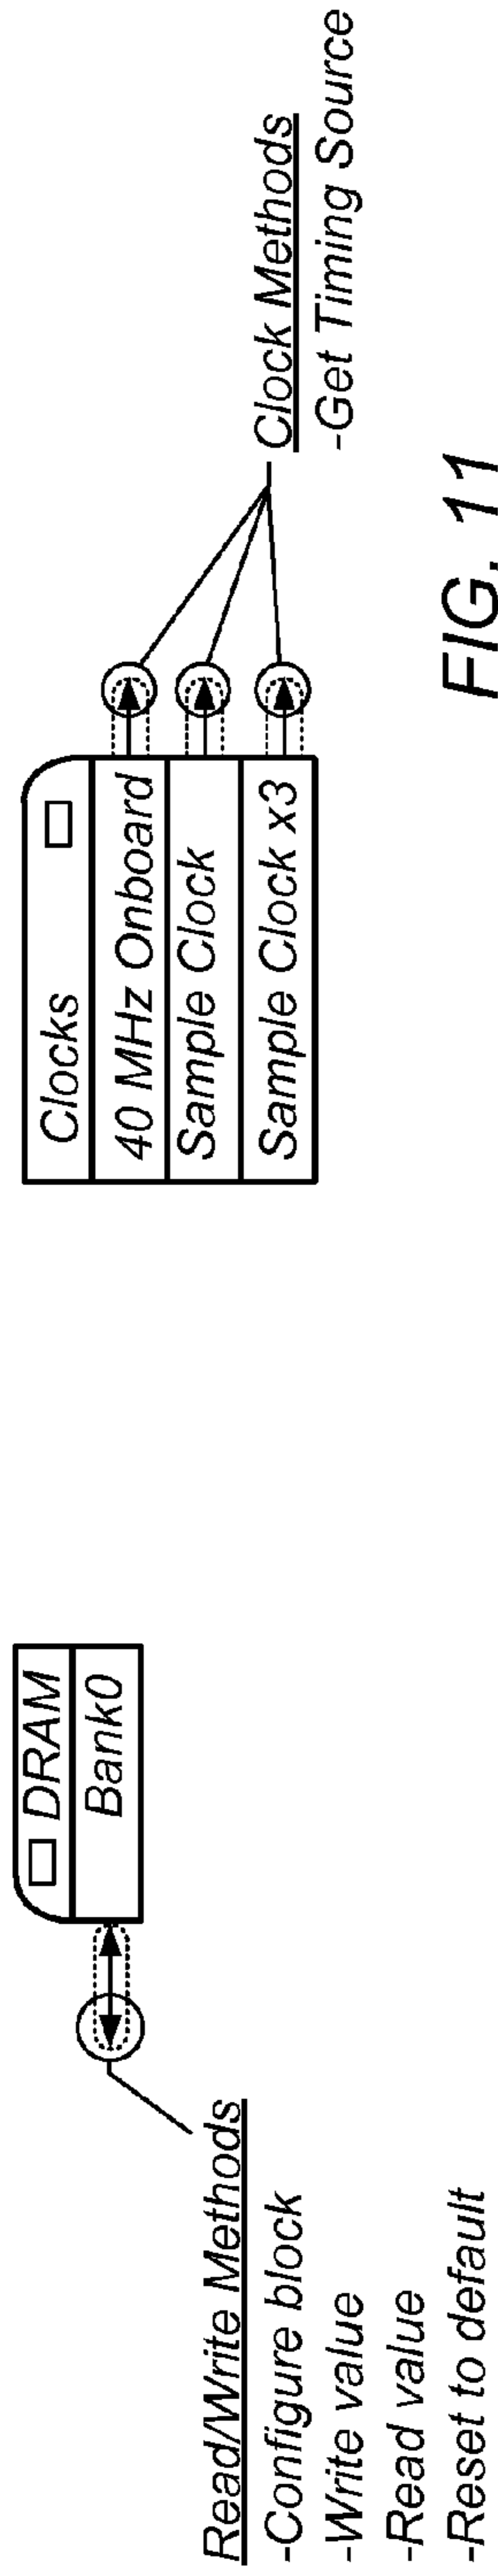 DRAM
Bank0
Read/Write Methods
-Configure block
-Write value
-Read value
-Reset to default
Clocks
40 MHz Onboard
Sample Clock
Sample Clock x3
Clock Methods
-Get Timing Source
FIG. 11